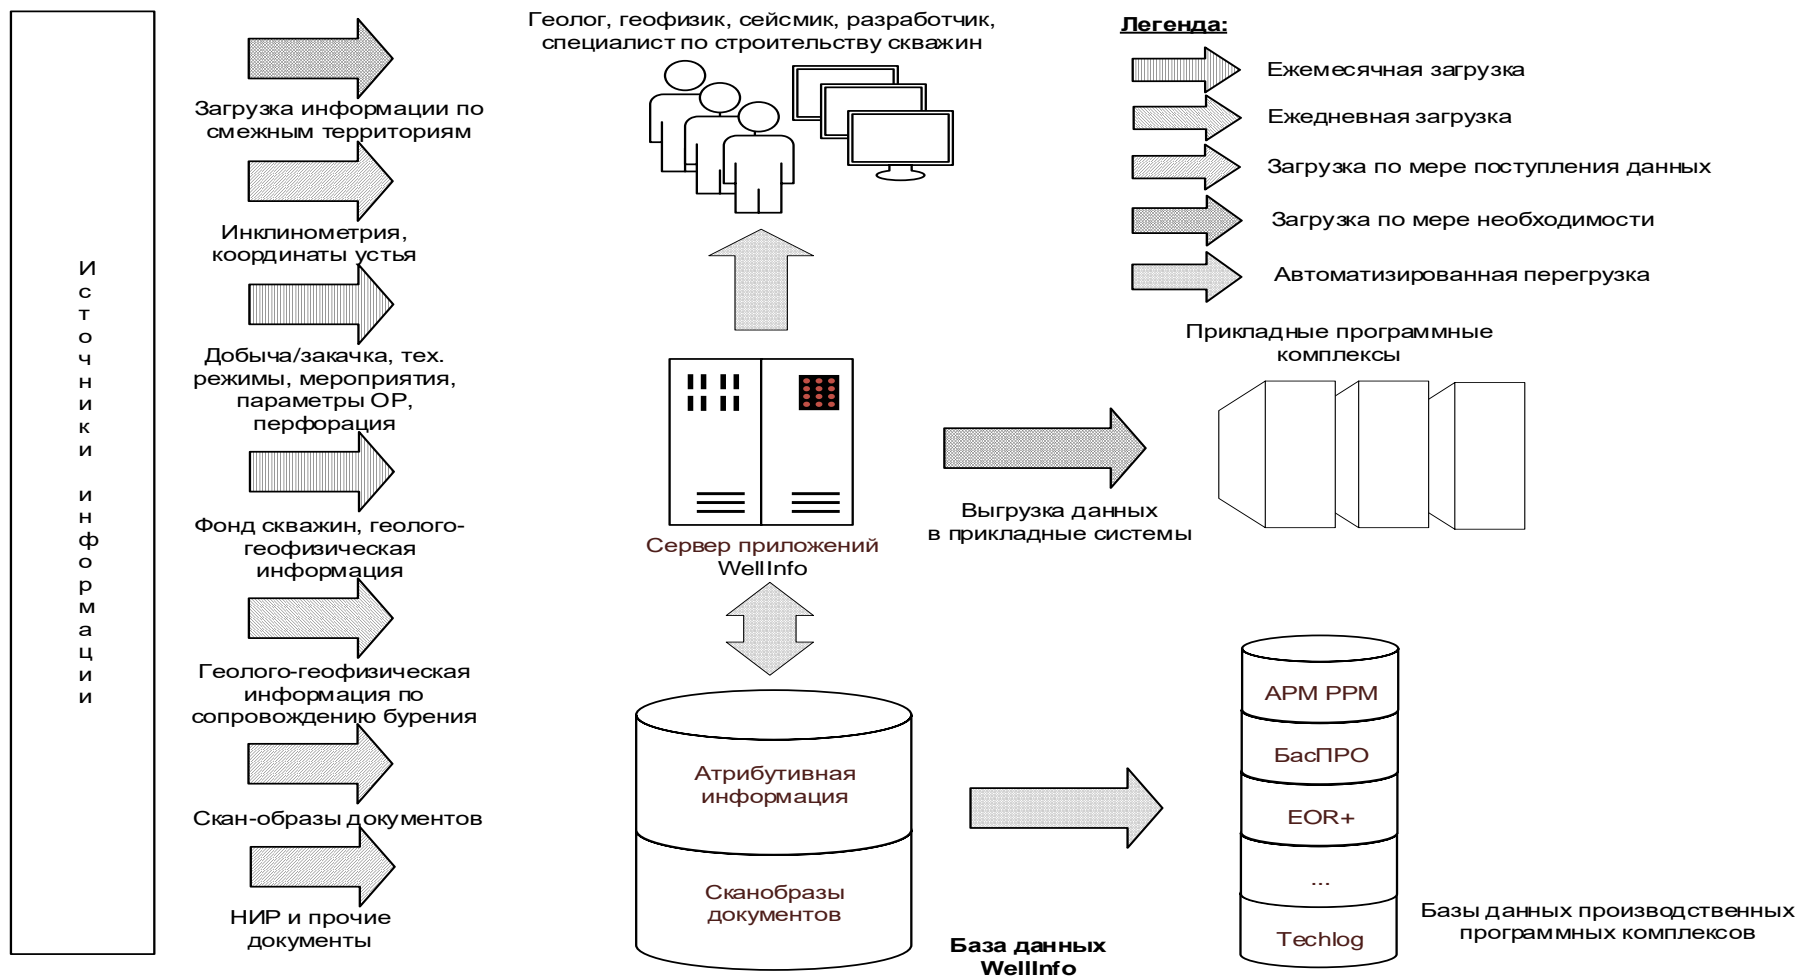 Источники информации
Загрузка информации по
смежным территориям
Инклинометрия,
координаты устья
Добыча/закачка, тех.
режимы, мероприятия,
параметры ОР,
перфорация
Фонд скважин, геолого-
геофизическая
информация
Геолого-геофизическая
информация по
сопровождению бурения
Скан-образы документов
НИР и прочие
документы
Геолог, геофизик, сейсмик, разработчик,
специалист по строительству скважин
Сервер приложений
WellInfo
Атрибутивная
информация
Сканобразы
документов
База данных
WellInfo
Выгрузка данных
в прикладные системы
Легенда:
Ежемесячная загрузка
Ежедневная загрузка
Загрузка по мере поступления данных
Загрузка по мере необходимости
Автоматизированная перегрузка
Прикладные программные
комплексы
АРМ РРМ
БасПРО
EOR+
...
Techlog
Базы данных производственных
программных комплексов